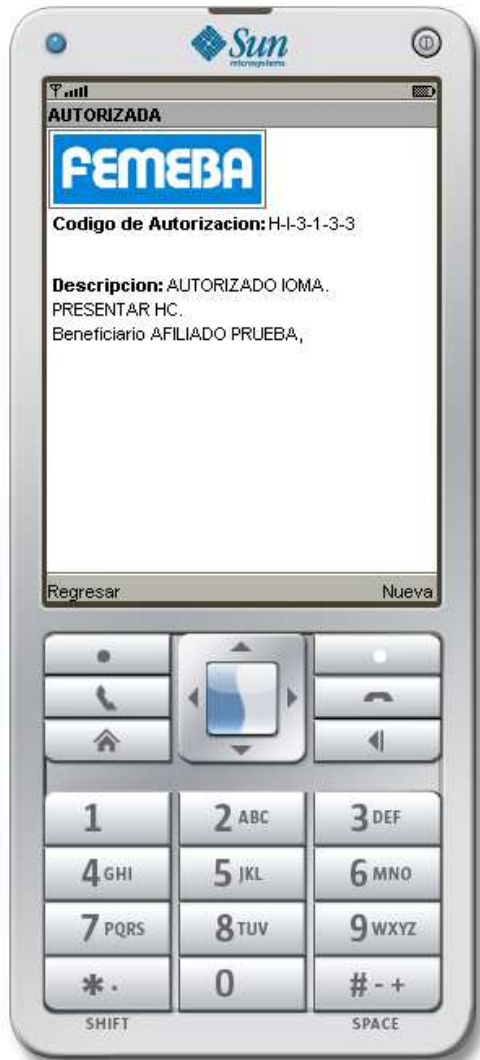 Sun
microsystems
AUTORIZADA
FEMEBA
Codigo de Autorizacion: H-I-3-1-3-3
Descripcion: AUTORIZADO IOMA.
PRESENTAR HC.
Beneficiario AFILIADO PRUEBA,
Regresar Nueva
1 2 ABC 3 DEF
4 GHI 5 JKL 6 MNO
7 PQRS 8 TUV 9 WXYZ
* . 0 # - +
SHIFT SPACE